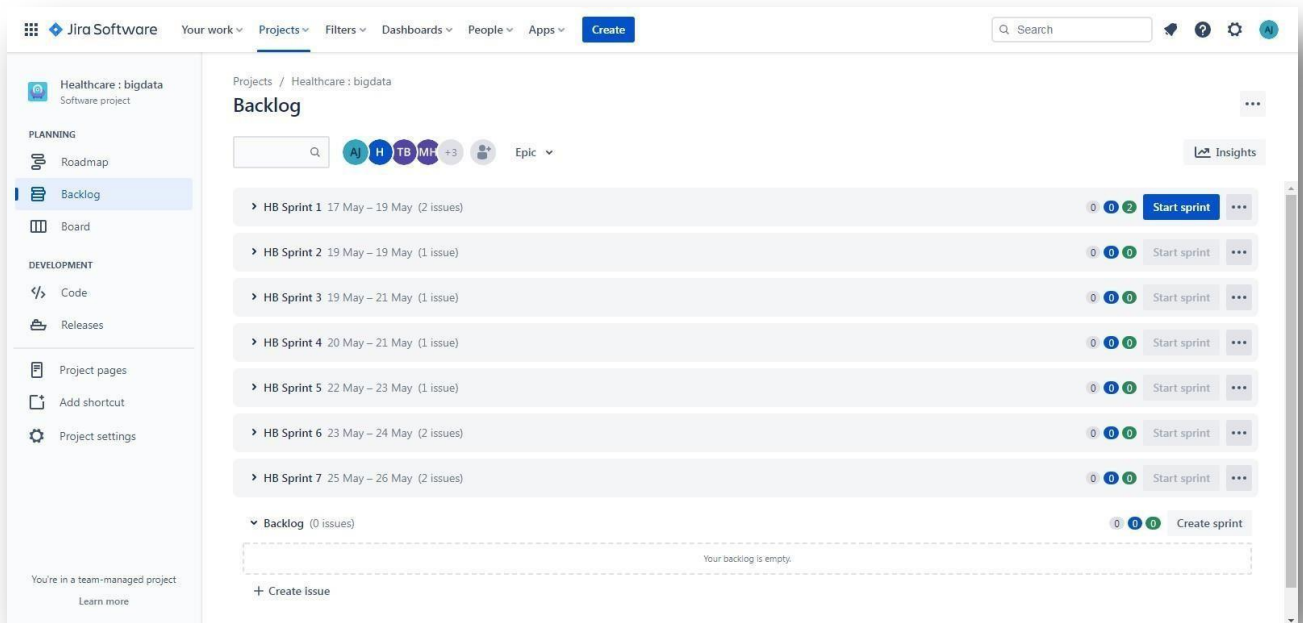 Jira Software Your work Projects Filters Dashboards People Apps Create Search AJ
Healthcare : bigdata
Software project
PLANNING
Roadmap
Backlog
Board
DEVELOPMENT
Code
Releases
Project pages
Add shortcut
Project settings
You're in a team-managed project
Learn more
Projects / Healthcare : bigdata
Backlog
AJ H TB MH +3 Epic Insights
HB Sprint 1 17 May – 19 May (2 issues) 0 0 2 Start sprint
HB Sprint 2 19 May – 19 May (1 issue) 0 0 0 Start sprint
HB Sprint 3 19 May – 21 May (1 issue) 0 0 0 Start sprint
HB Sprint 4 20 May – 21 May (1 issue) 0 0 0 Start sprint
HB Sprint 5 22 May – 23 May (1 issue) 0 0 0 Start sprint
HB Sprint 6 23 May – 24 May (2 issues) 0 0 0 Start sprint
HB Sprint 7 25 May – 26 May (2 issues) 0 0 0 Start sprint
Backlog (0 issues) 0 0 0 Create sprint
Your backlog is empty.
+ Create issue